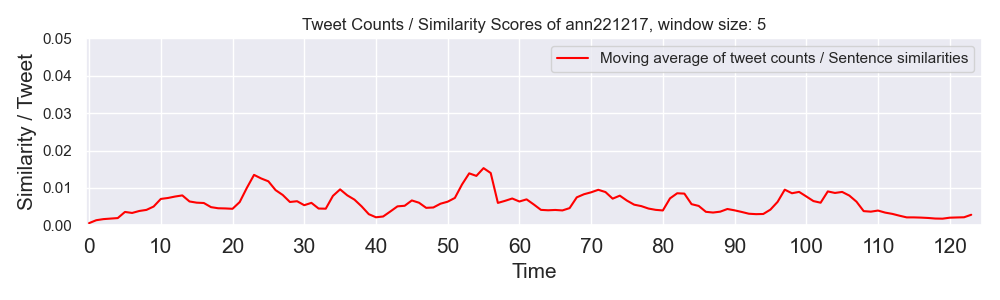 Tweet Counts / Similarity Scores of ann221217, window size: 5
Moving average of tweet counts / Sentence similarities
Similarity / Tweet
0.05
0.04
0.03
0.02
0.01
0.00
0 10 20 30 40 50 60 70 80 90 100 110 120
Time